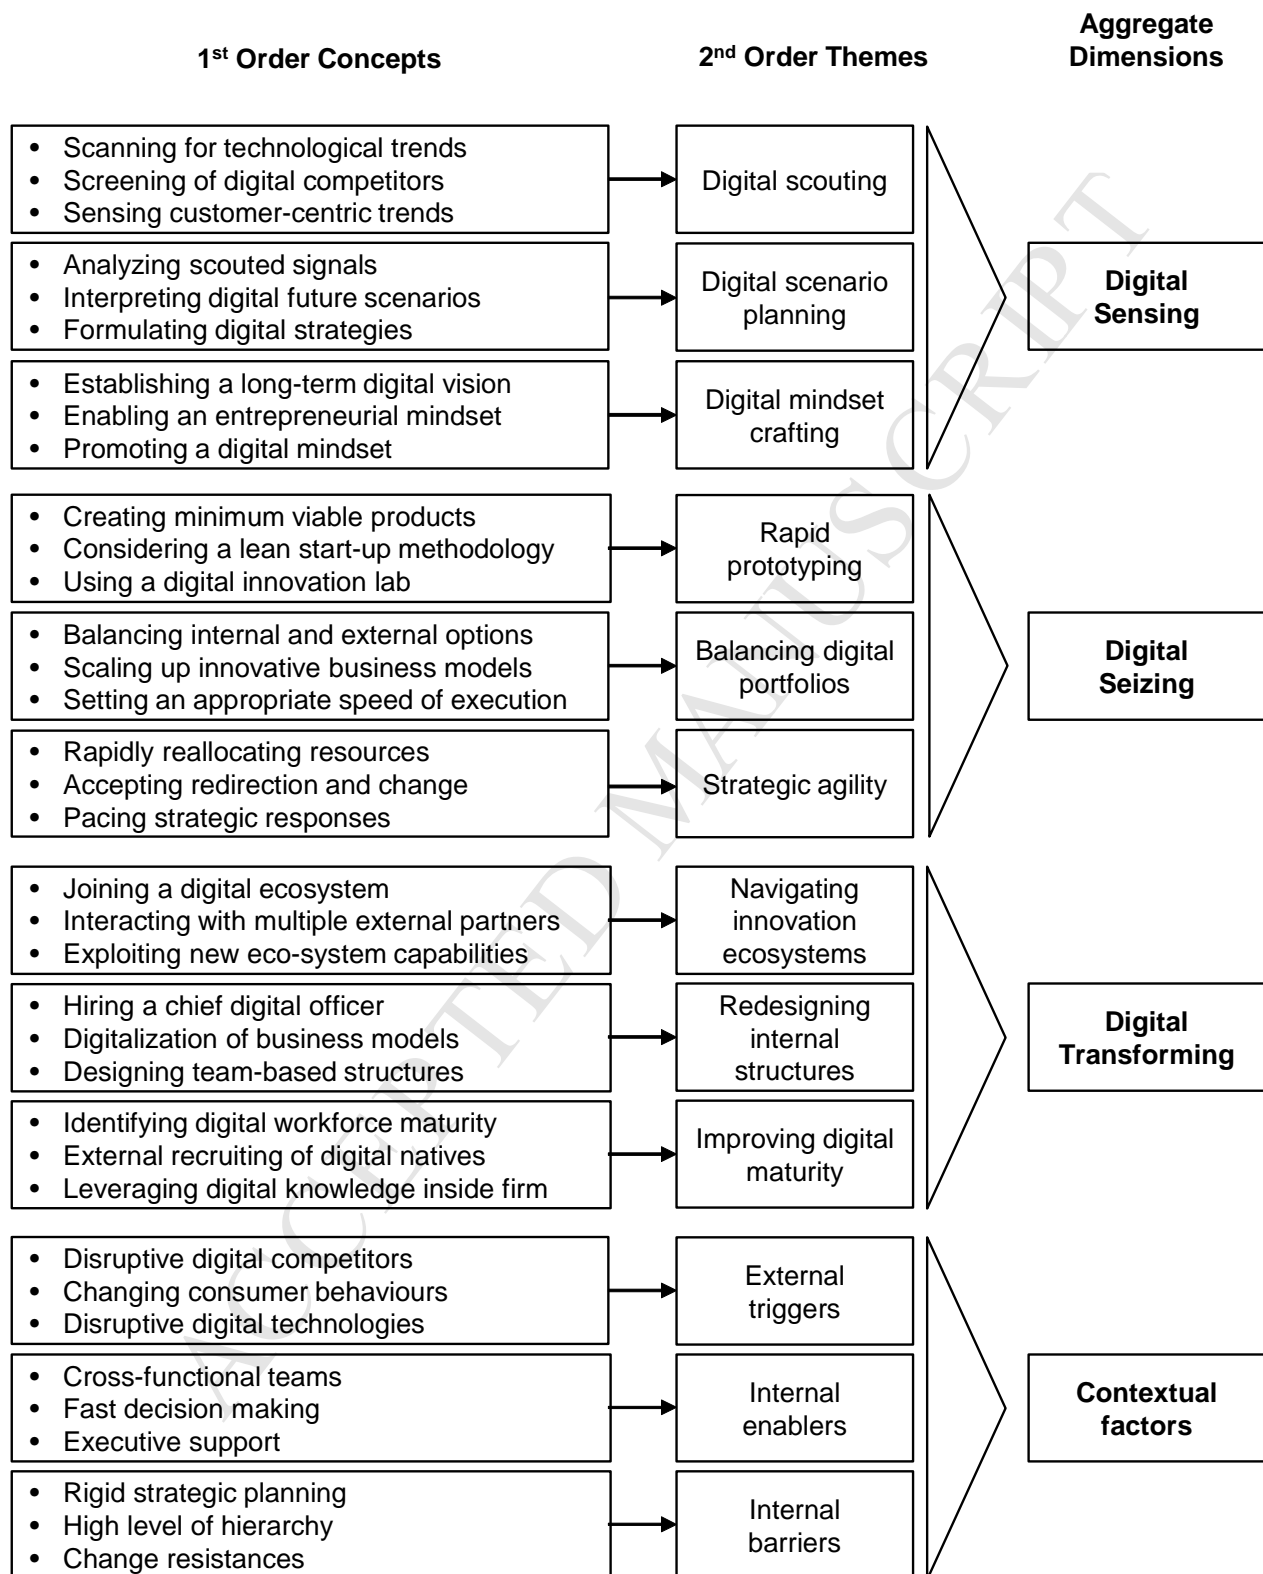 1st Order Concepts
2nd Order Themes
Aggregate
Dimensions
• Scanning for technological trends
• Screening of digital competitors
• Sensing customer-centric trends
Digital scouting
• Analyzing scouted signals
• Interpreting digital future scenarios
• Formulating digital strategies
Digital scenario
planning
• Establishing a long-term digital vision
• Enabling an entrepreneurial mindset
• Promoting a digital mindset
Digital mindset
crafting
Digital
Sensing
• Creating minimum viable products
• Considering a lean start-up methodology
• Using a digital innovation lab
Rapid
prototyping
• Balancing internal and external options
• Scaling up innovative business models
• Setting an appropriate speed of execution
Balancing digital
portfolios
• Rapidly reallocating resources
• Accepting redirection and change
• Pacing strategic responses
Strategic agility
Digital
Seizing
• Joining a digital ecosystem
• Interacting with multiple external partners
• Exploiting new eco-system capabilities
Navigating
innovation
ecosystems
• Hiring a chief digital officer
• Digitalization of business models
• Designing team-based structures
Redesigning
internal
structures
• Identifying digital workforce maturity
• External recruiting of digital natives
• Leveraging digital knowledge inside firm
Improving digital
maturity
Digital
Transforming
• Disruptive digital competitors
• Changing consumer behaviours
• Disruptive digital technologies
External
triggers
• Cross-functional teams
• Fast decision making
• Executive support
Internal
enablers
• Rigid strategic planning
• High level of hierarchy
• Change resistances
Internal
barriers
Contextual
factors
ACCEPTED MANUSCRIPT